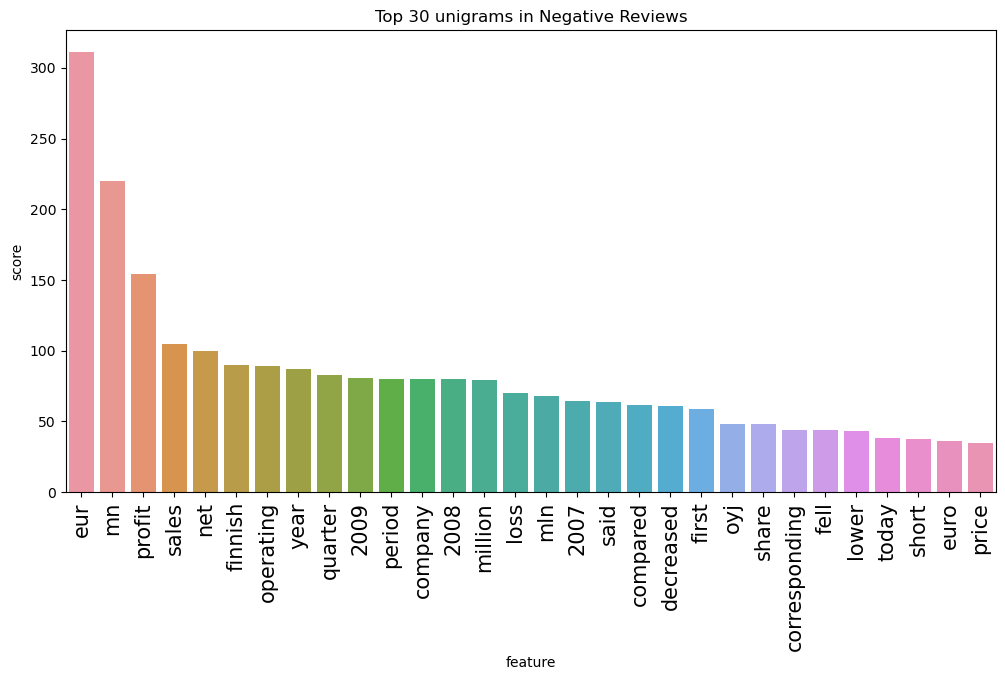 Top 30 unigrams in Negative Reviews
score
300
250
200
150
100
50
0
eur
mn
profit
sales
net
finnish
operating
year
quarter
2009
period
company
2008
million
loss
mln
2007
said
compared
decreased
first
oyj
share
corresponding
fell
lower
today
short
euro
price
feature